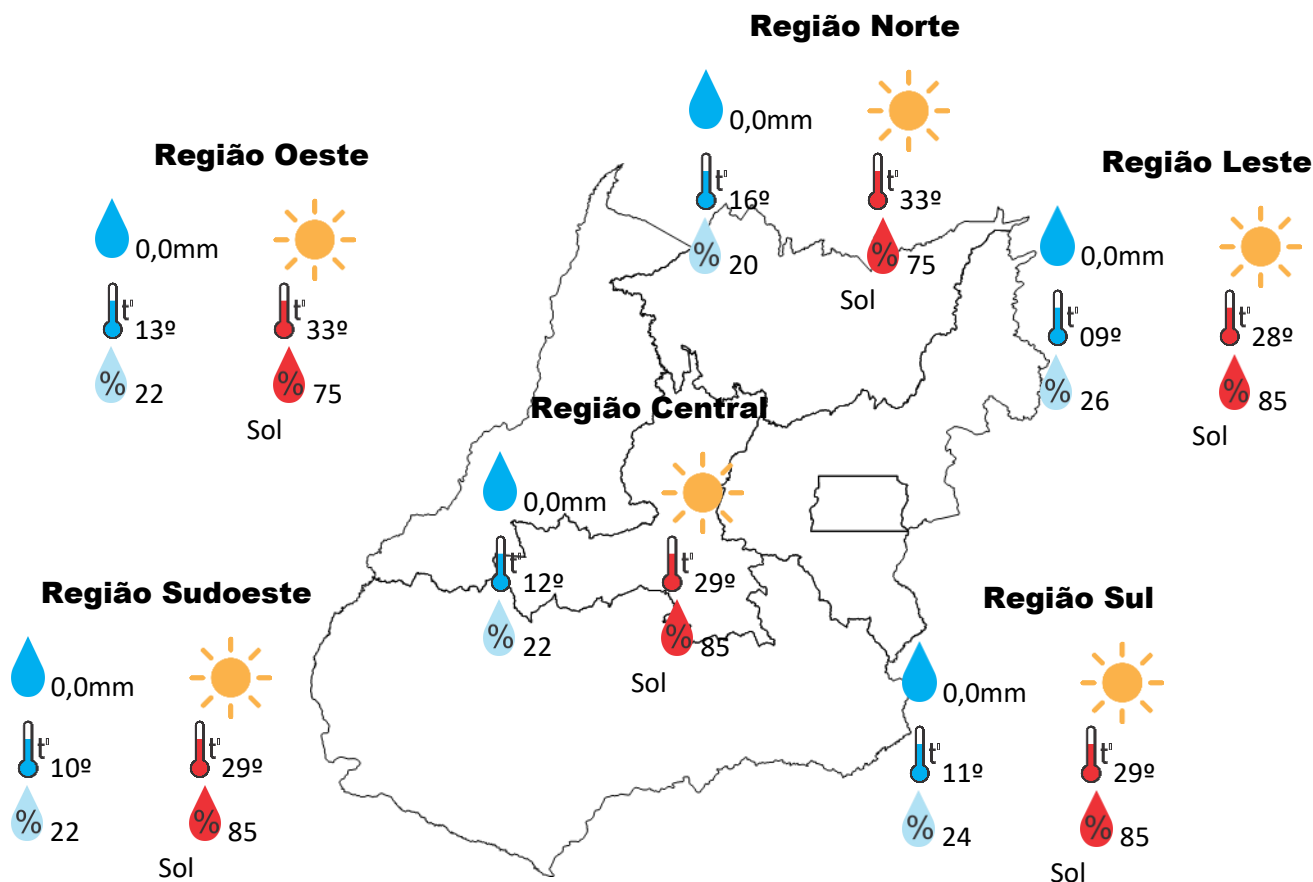 Região Norte
0,0mm
t° 16º
t° 33º
% 20
% 75
Sol
Região Oeste
0,0mm
t° 13º
t° 33º
% 22
% 75
Sol
Região Leste
0,0mm
t° 09º
t° 28º
% 26
% 85
Sol
Região Central
0,0mm
t° 12º
t° 29º
% 22
% 85
Sol
Região Sudoeste
0,0mm
t° 10º
t° 29º
% 22
% 85
Sol
Região Sul
0,0mm
t° 11º
t° 29º
% 24
% 85
Sol